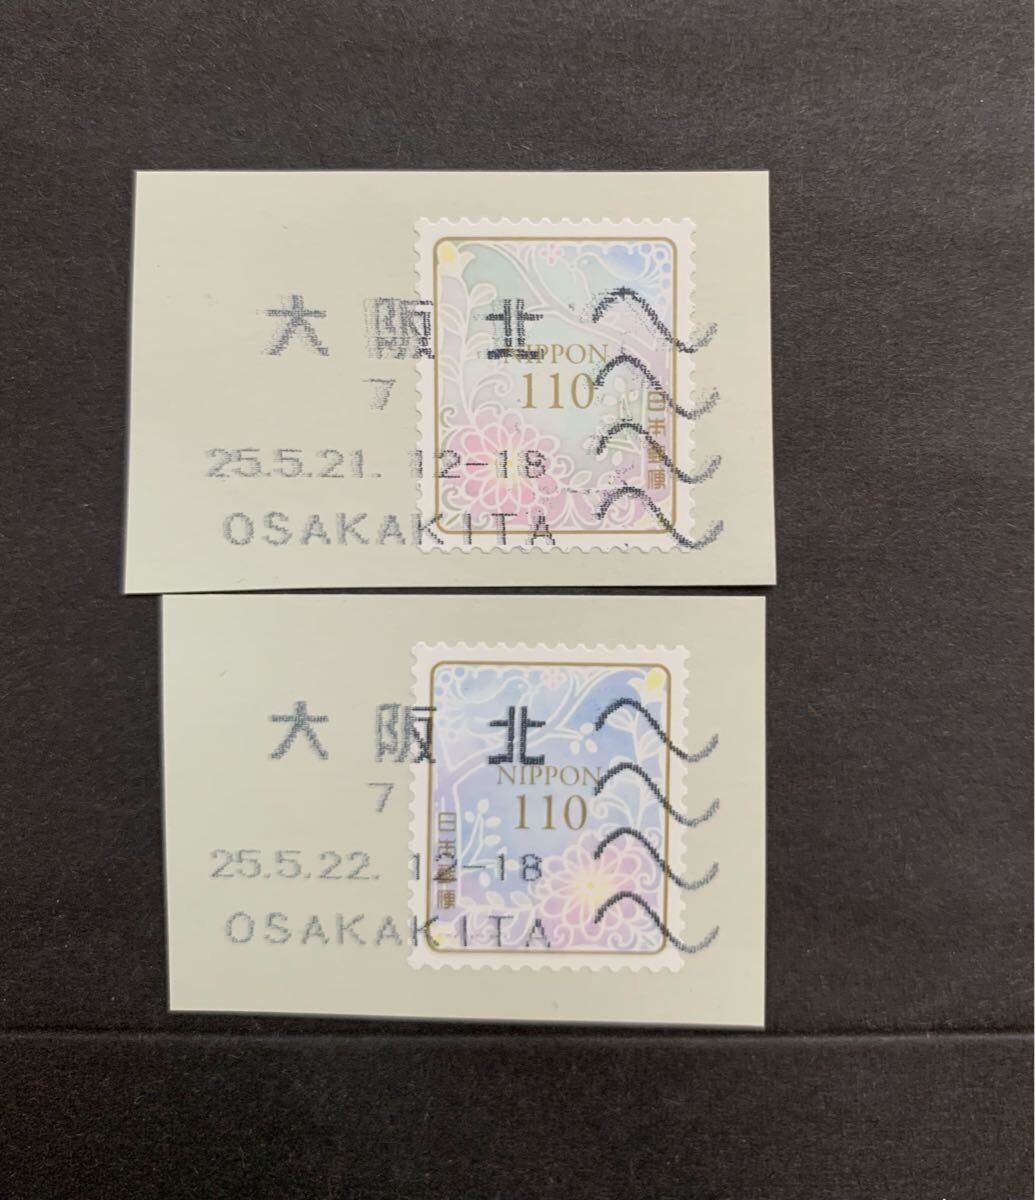 大阪北
7
25.5.21. 12-18
OSAKAKITA
NIPPON
110
日本郵便
大阪北
7
25.5.22. 12-18
OSAKAKITA
NIPPON
110
日本郵便